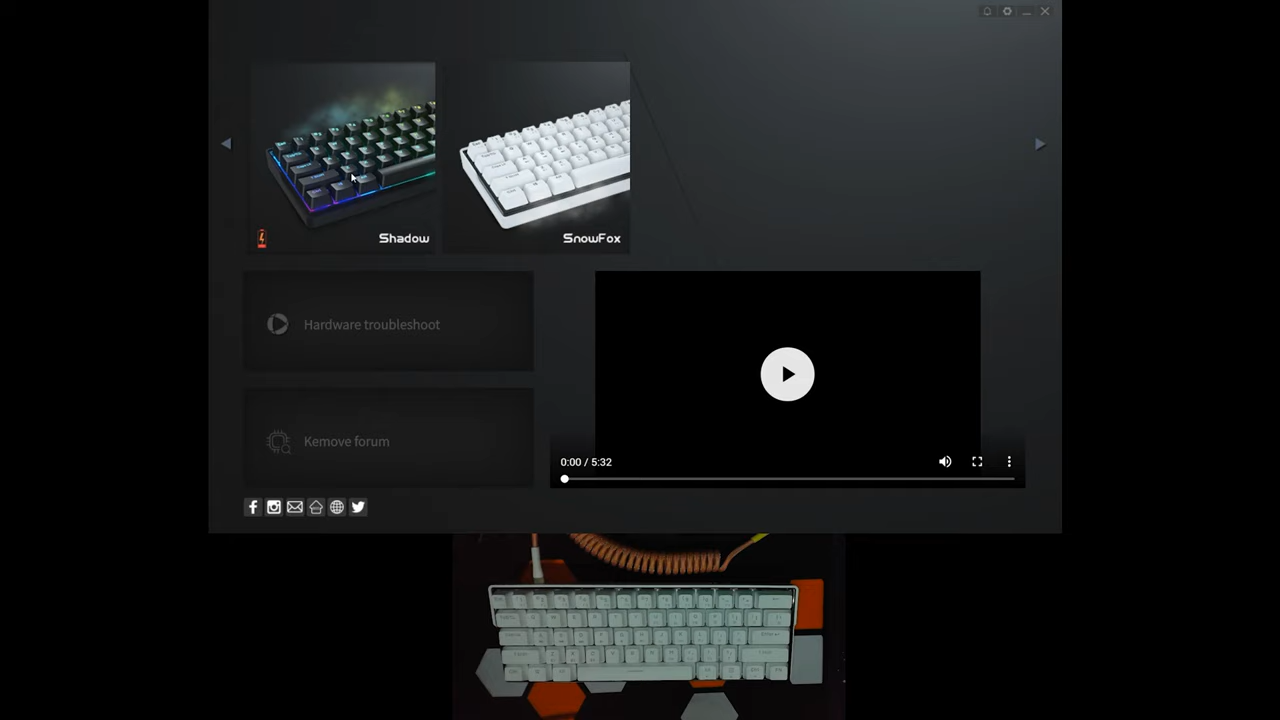 Shadow
SnowFox
Hardware troubleshoot
Kemove forum
0:00 / 5:32